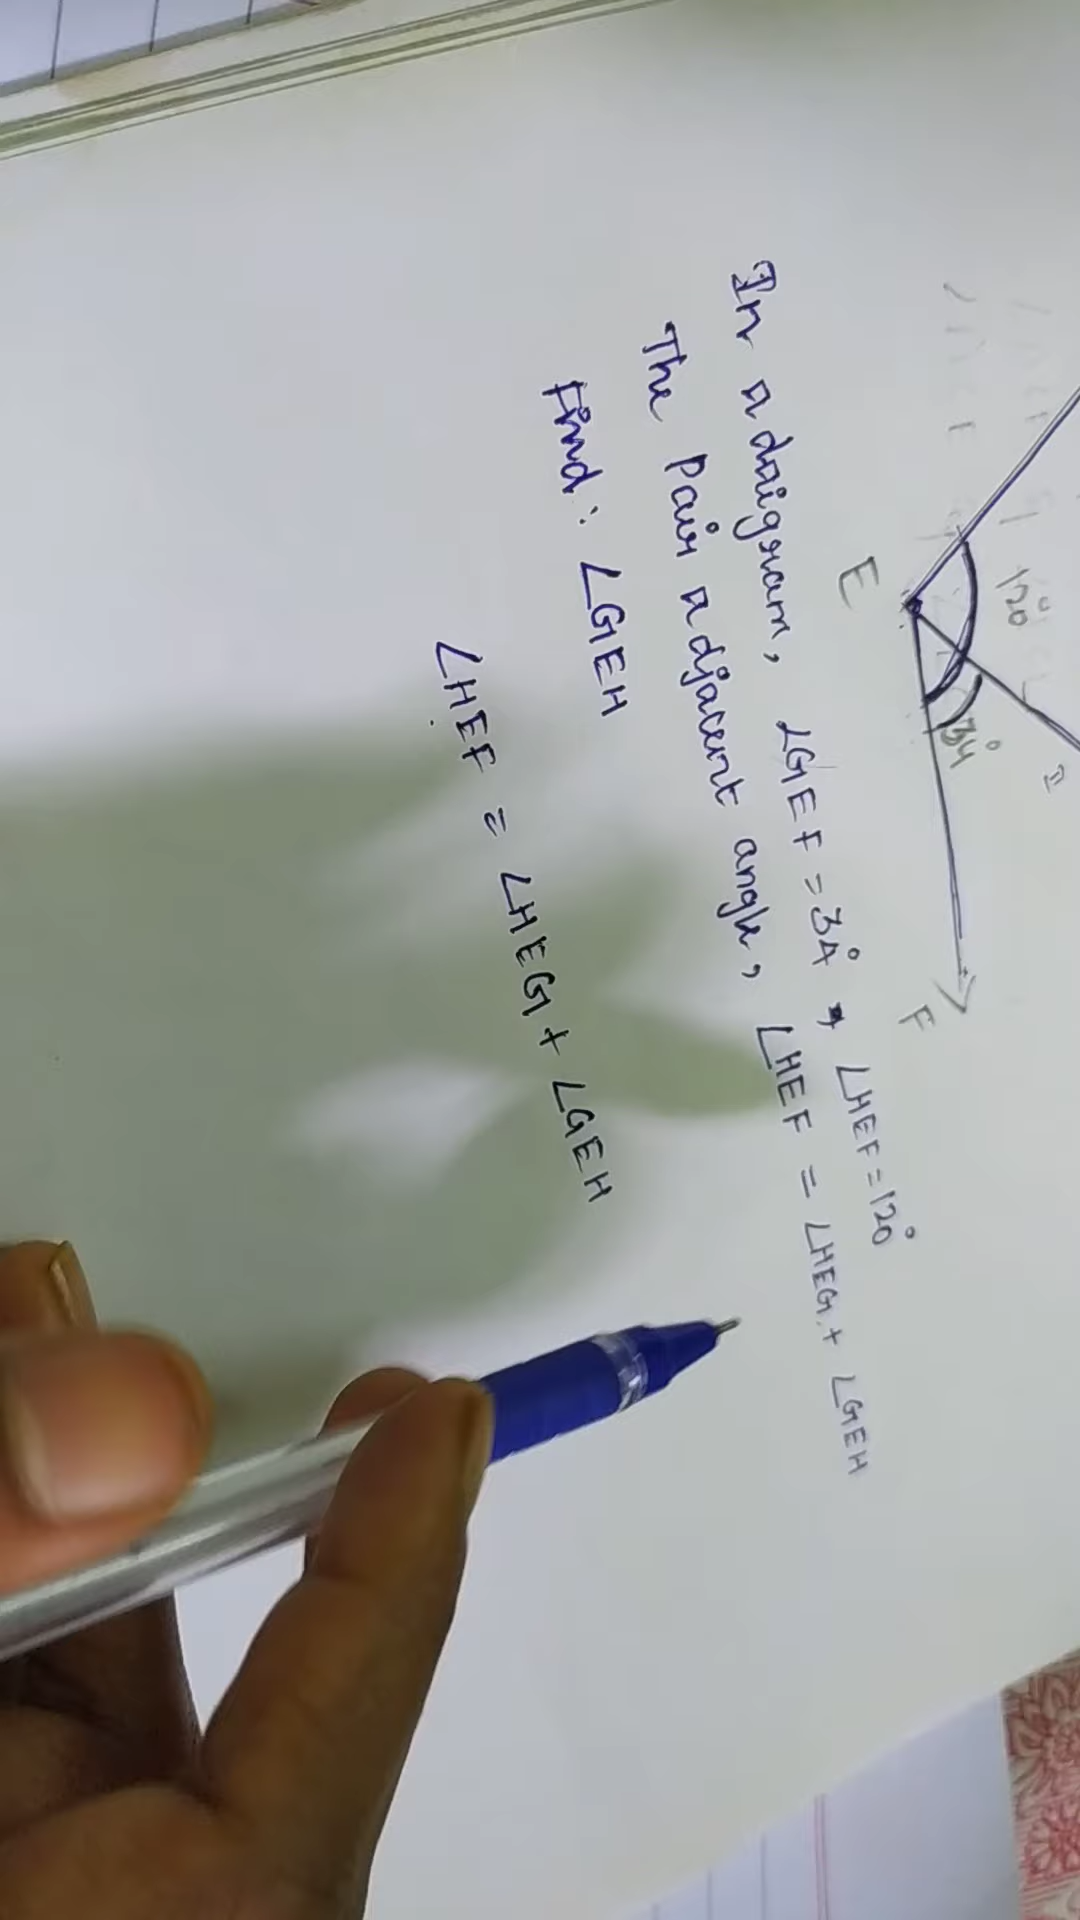 120°
34°
E
F
In a daigram, ∠GEF = 34° , ∠HEF = 120°
The Pair adjacent angle, ∠HEF = ∠HEG + ∠GEH
Find : ∠GEH
∠HEF = ∠HEG + ∠GEH